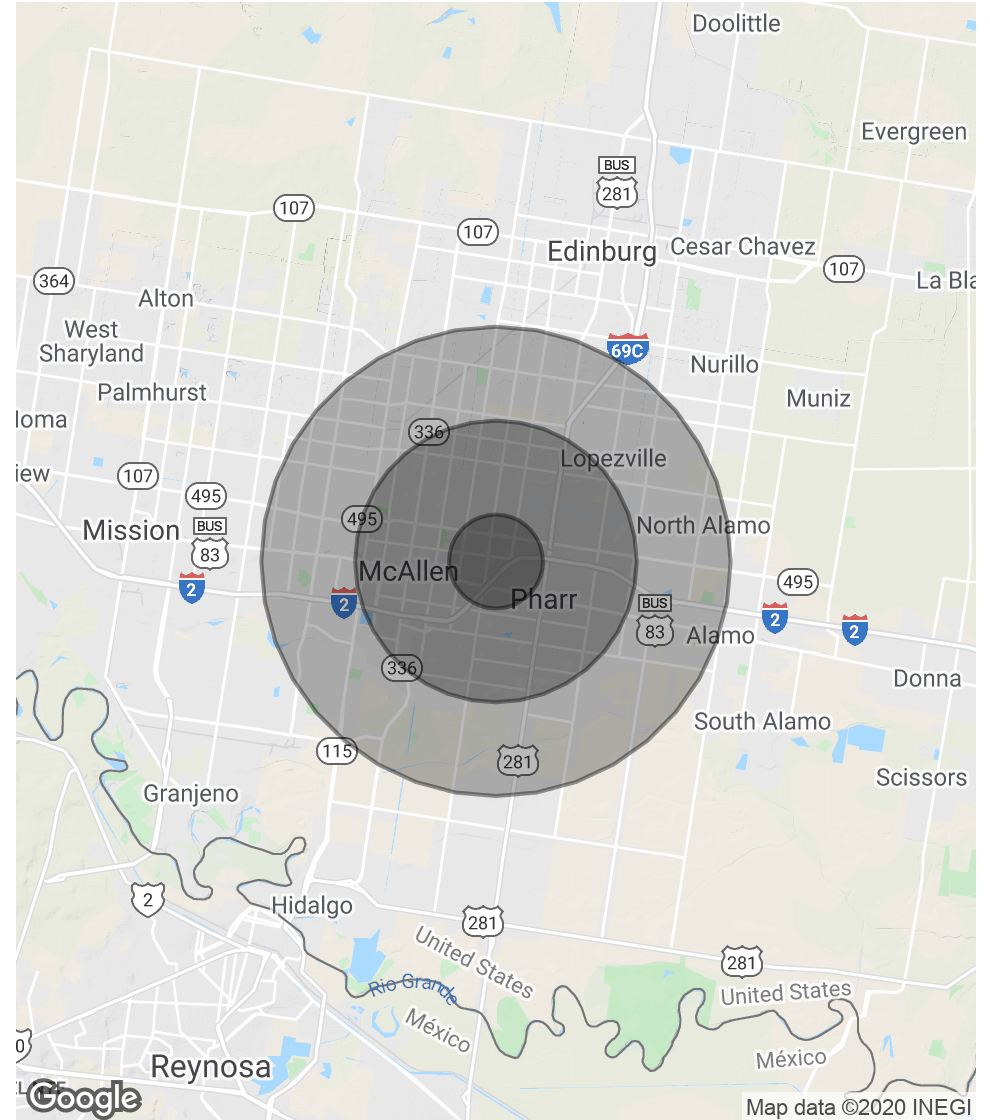 Doolittle
Evergreen
BUS
281
107
107
Edinburg
Cesar Chavez
107
364
La Bla
Alton
West
Sharyland
69C
Nurillo
Palmhurst
Muniz
loma
336
Lopezville
iew
107
495
495
North Alamo
Mission
BUS
83
McAllen
495
2
2
Pharr
BUS
83
2
2
Alamo
336
Donna
South Alamo
115
281
Scissors
Granjeno
2
Hidalgo
281
United States
281
Rio Grande
United States
México
México
0
Reynosa
Google
Map data ©2020 INEGI